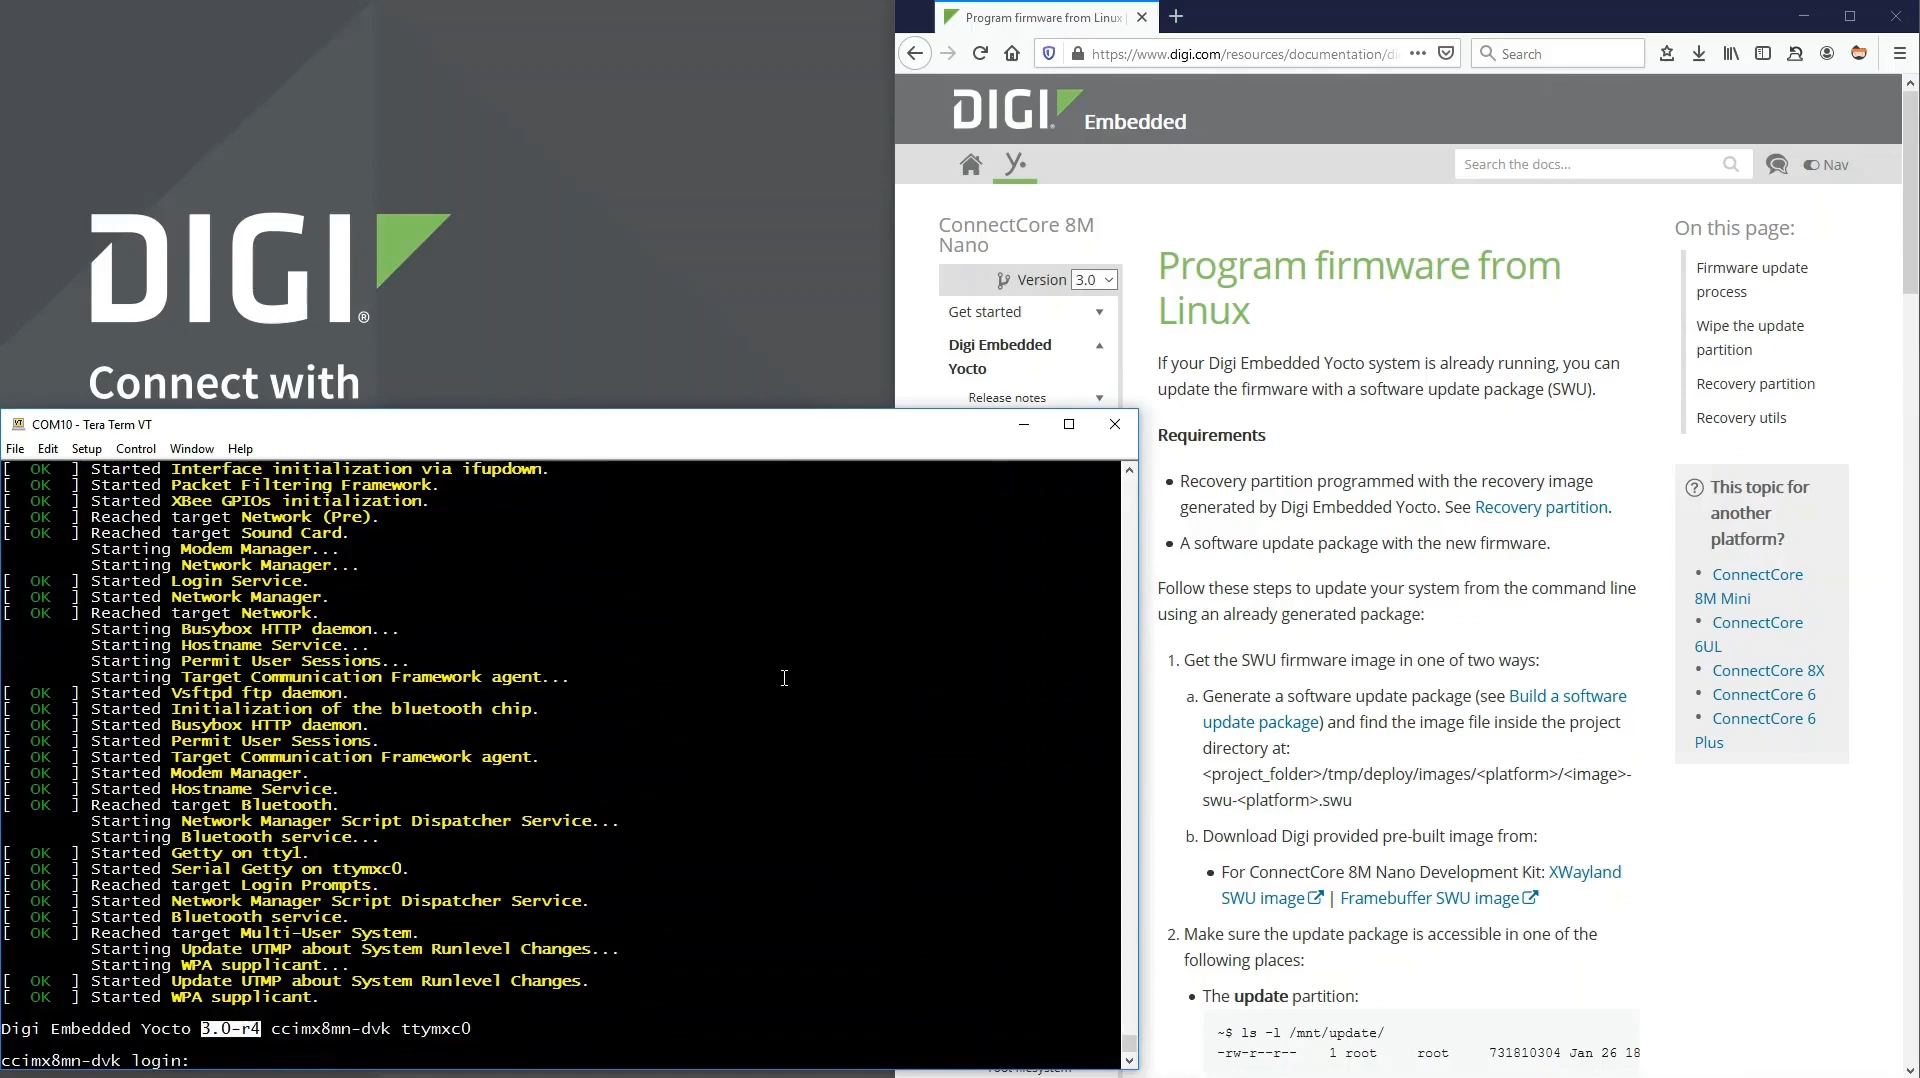 DIGI®
Connect with
COM10 - Tera Term VT
File Edit Setup Control Window Help
[  OK  ] Started Interface initialization via ifupdown.
[  OK  ] Started Packet Filtering Framework.
[  OK  ] Started XBee GPIOs initialization.
[  OK  ] Reached target Network (Pre).
[  OK  ] Reached target Sound Card.
Starting Modem Manager...
Starting Network Manager...
[  OK  ] Started Login Service.
[  OK  ] Started Network Manager.
[  OK  ] Reached target Network.
Starting Busybox HTTP daemon...
Starting Hostname Service...
Starting Permit User Sessions...
Starting Target Communication Framework agent...
[  OK  ] Started Vsftpd ftp daemon.
[  OK  ] Started Initialization of the bluetooth chip.
[  OK  ] Started Busybox HTTP daemon.
[  OK  ] Started Permit User Sessions.
[  OK  ] Started Target Communication Framework agent.
[  OK  ] Started Modem Manager.
[  OK  ] Started Hostname Service.
[  OK  ] Reached target Bluetooth.
Starting Network Manager Script Dispatcher Service...
Starting Bluetooth service...
[  OK  ] Started Getty on tty1.
[  OK  ] Started Serial Getty on ttymxc0.
[  OK  ] Reached target Login Prompts.
[  OK  ] Started Network Manager Script Dispatcher Service.
[  OK  ] Started Bluetooth service.
[  OK  ] Reached target Multi-User System.
Starting Update UTMP about System Runlevel Changes...
Starting WPA supplicant...
[  OK  ] Started Update UTMP about System Runlevel Changes.
[  OK  ] Started WPA supplicant.
Digi Embedded Yocto 3.0-r4 ccimx8mn-dvk ttymxc0
ccimx8mn-dvk login:
Program firmware from Linux
https://www.digi.com/resources/documentation/di
Search
DIGI Embedded
Search the docs...
Nav
ConnectCore 8M
Nano
Version 3.0
Get started
Digi Embedded
Yocto
Release notes
Program firmware from
Linux
If your Digi Embedded Yocto system is already running, you can
update the firmware with a software update package (SWU).
Requirements
• Recovery partition programmed with the recovery image
generated by Digi Embedded Yocto. See Recovery partition.
• A software update package with the new firmware.
Follow these steps to update your system from the command line
using an already generated package:
1. Get the SWU firmware image in one of two ways:
a. Generate a software update package (see Build a software
update package) and find the image file inside the project
directory at:
<project_folder>/tmp/deploy/images/<platform>/<image>-
swu-<platform>.swu
b. Download Digi provided pre-built image from:
• For ConnectCore 8M Nano Development Kit: XWayland
SWU image | Framebuffer SWU image
2. Make sure the update package is accessible in one of the
following places:
• The update partition:
~$ ls -l /mnt/update/
-rw-r--r-- 1 root root 731810304 Jan 26 18
On this page:
Firmware update
process
Wipe the update
partition
Recovery partition
Recovery utils
This topic for
another
platform?
• ConnectCore
8M Mini
• ConnectCore
6UL
• ConnectCore 8X
• ConnectCore 6
• ConnectCore 6
Plus